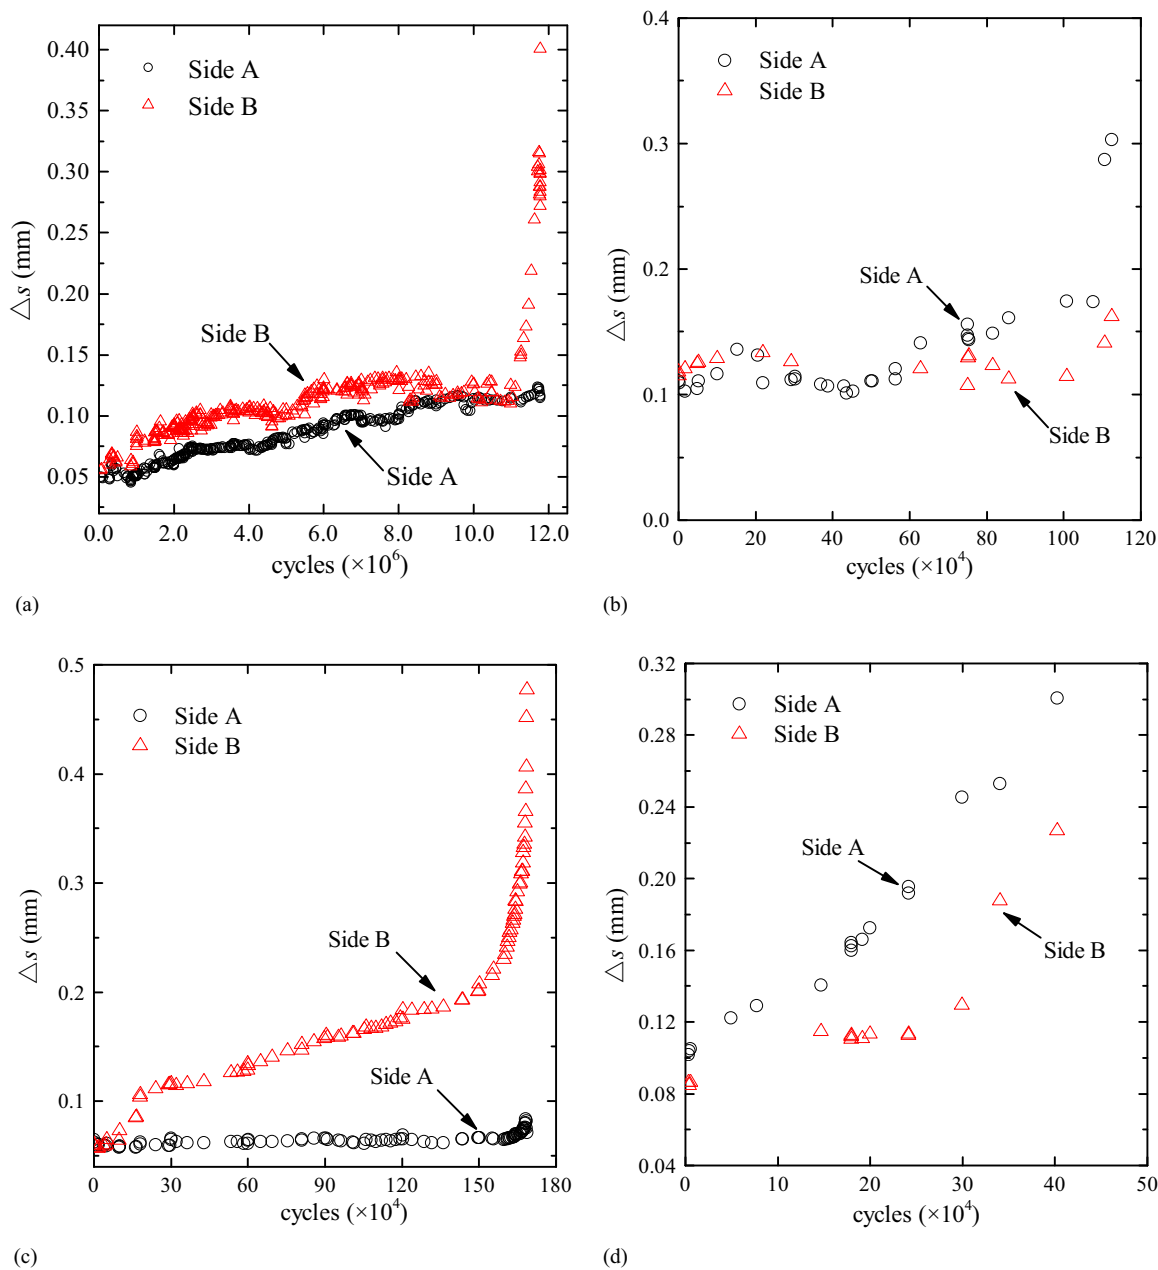 0.40
0.30
0.25
0.20
0.15
0.10
0.05
△s (mm)
Side A
Side B
Side B
Side A
0.0
2.0
4.0
6.0
8.0
10.0
12.0
cycles (×10⁶)
(a)
0.4
0.3
0.2
0.1
0.0
△s (mm)
Side A
Side B
Side A
Side B
0
20
40
60
80
100
120
cycles (×10⁴)
(b)
0.5
0.4
0.3
0.2
0.1
△s (mm)
Side A
Side B
Side B
Side A
0
30
60
90
120
150
180
cycles (×10⁴)
(c)
0.32
0.28
0.24
0.20
0.16
0.12
0.08
0.04
△s (mm)
Side A
Side B
Side A
Side B
0
10
20
30
40
50
cycles (×10⁴)
(d)